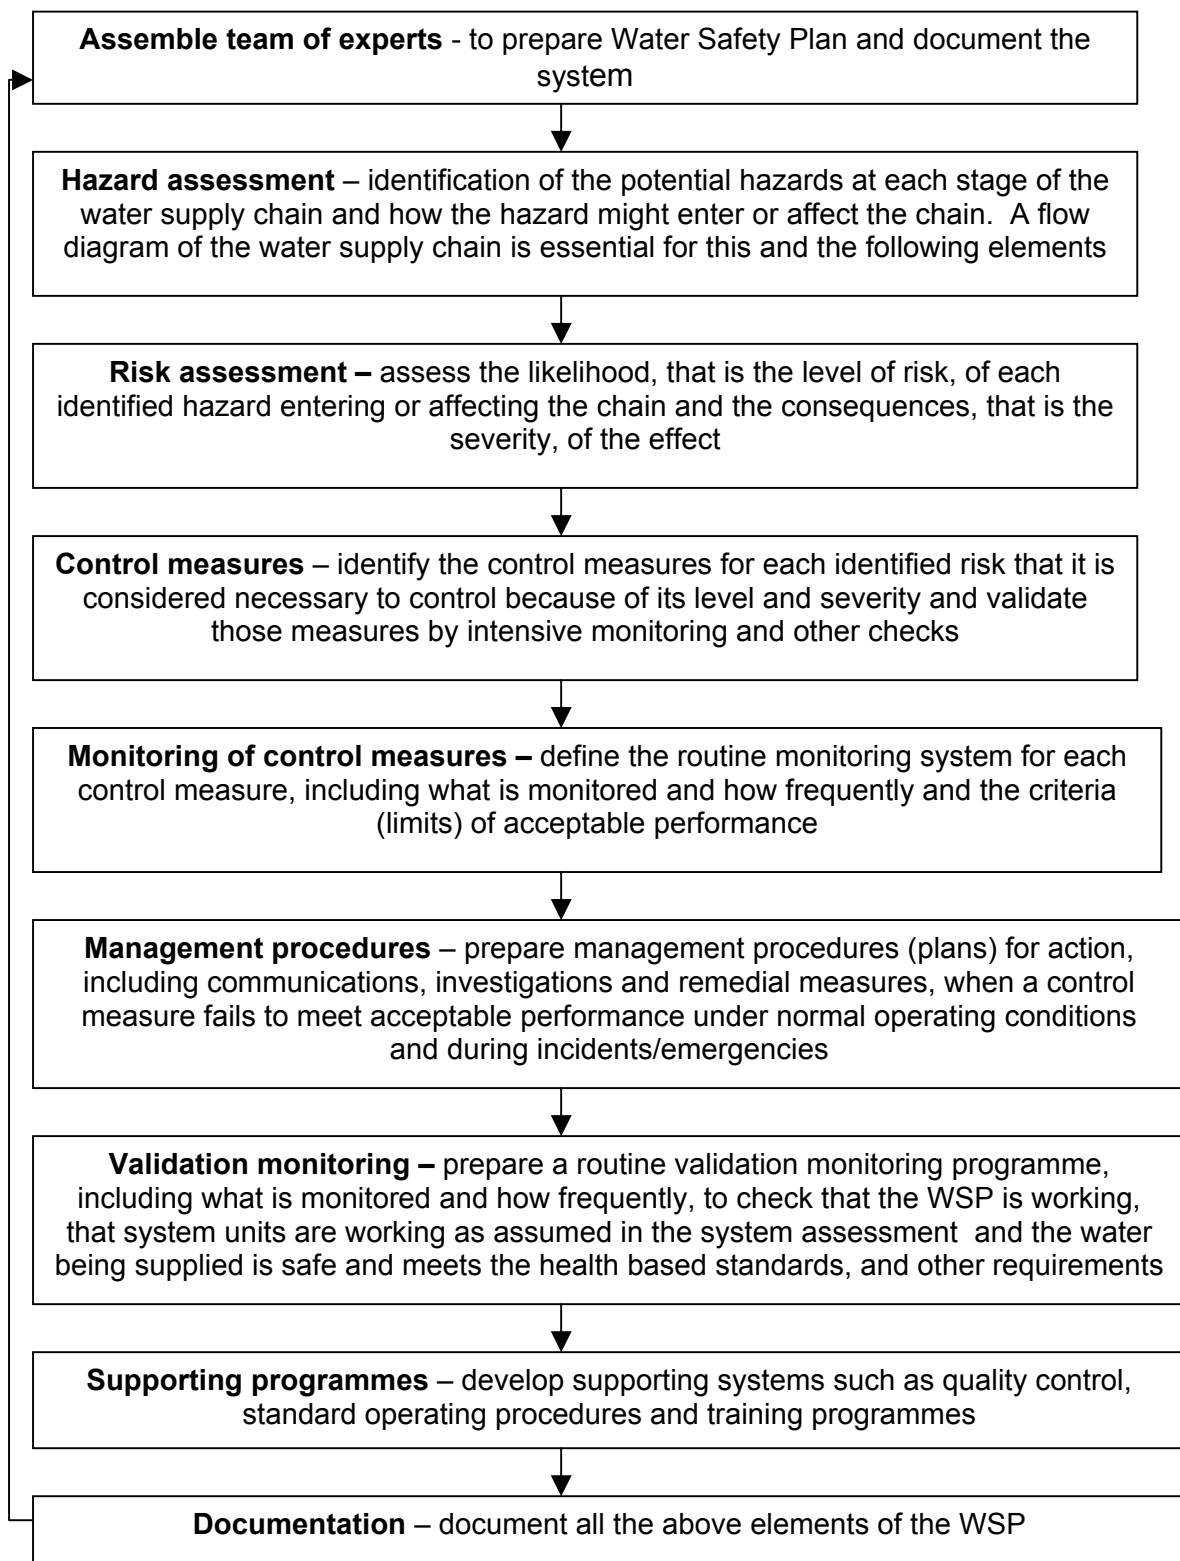 Assemble team of experts - to prepare Water Safety Plan and document the
system
Hazard assessment – identification of the potential hazards at each stage of the
water supply chain and how the hazard might enter or affect the chain.  A flow
diagram of the water supply chain is essential for this and the following elements
Risk assessment – assess the likelihood, that is the level of risk, of each
identified hazard entering or affecting the chain and the consequences, that is the
severity, of the effect
Control measures – identify the control measures for each identified risk that it is
considered necessary to control because of its level and severity and validate
those measures by intensive monitoring and other checks
Monitoring of control measures – define the routine monitoring system for each
control measure, including what is monitored and how frequently and the criteria
(limits) of acceptable performance
Management procedures – prepare management procedures (plans) for action,
including communications, investigations and remedial measures, when a control
measure fails to meet acceptable performance under normal operating conditions
and during incidents/emergencies
Validation monitoring – prepare a routine validation monitoring programme,
including what is monitored and how frequently, to check that the WSP is working,
that system units are working as assumed in the system assessment  and the water
being supplied is safe and meets the health based standards, and other requirements
Supporting programmes – develop supporting systems such as quality control,
standard operating procedures and training programmes
Documentation – document all the above elements of the WSP